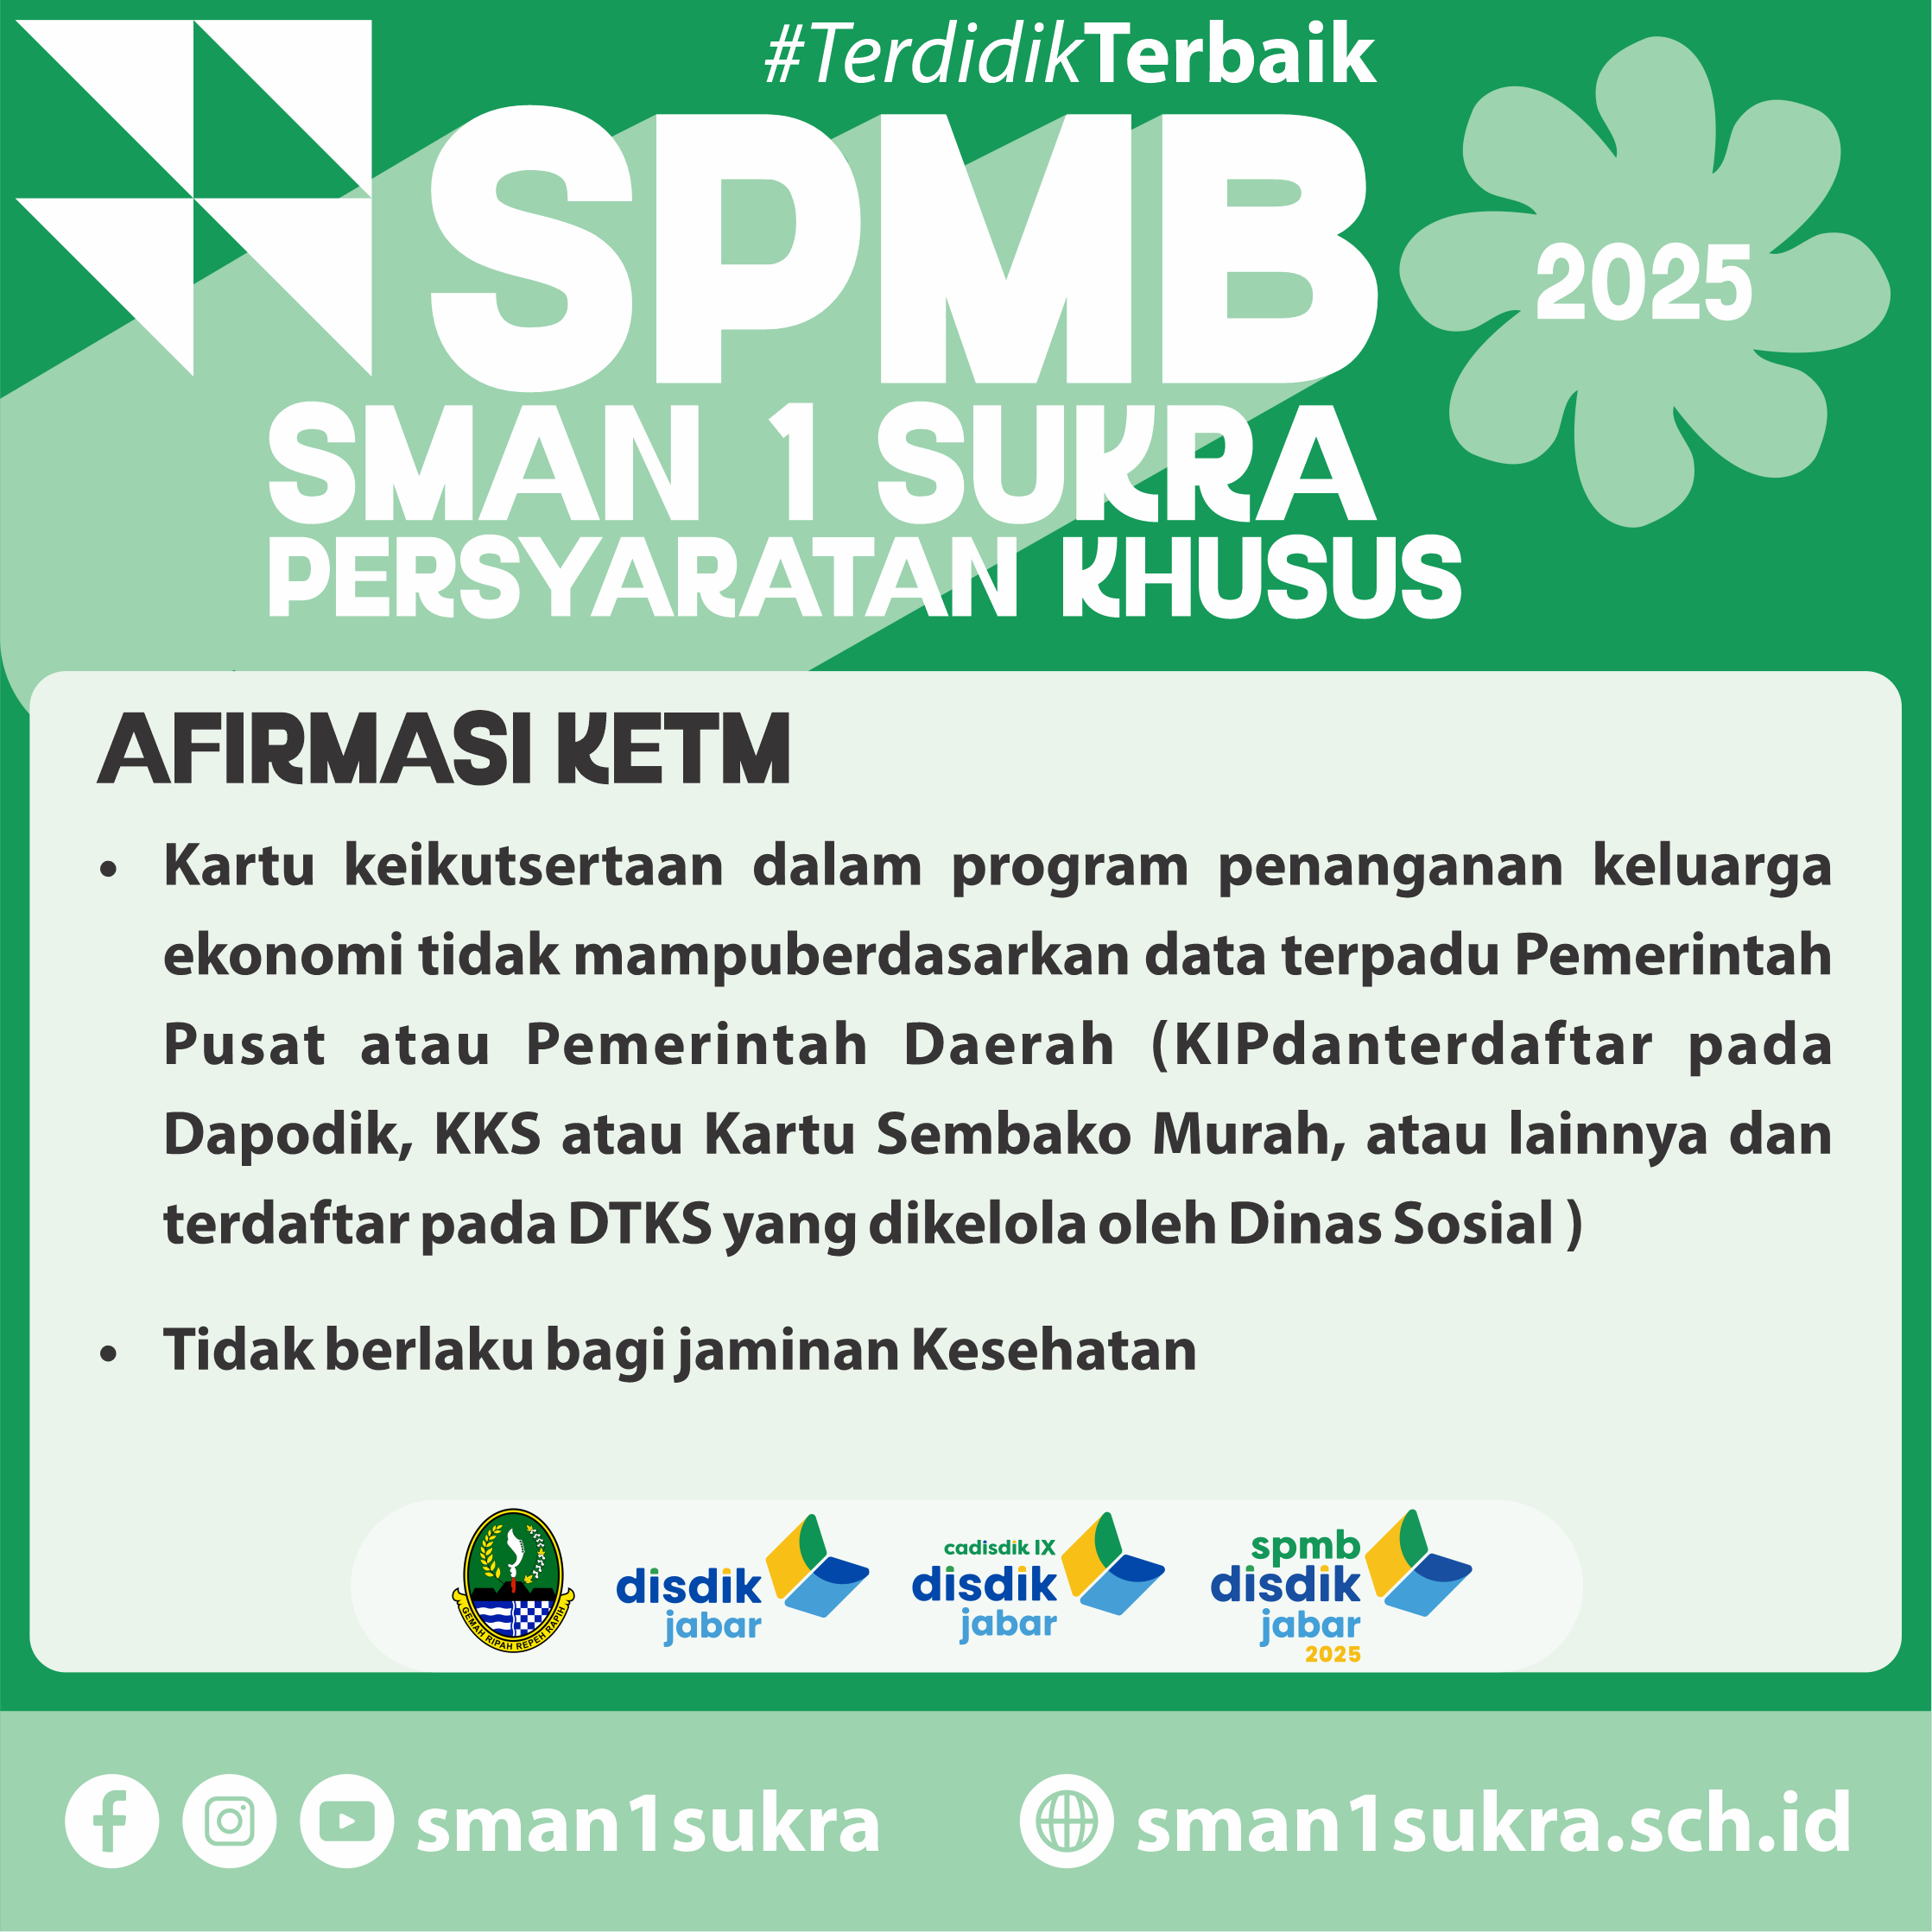 #TerdidikTerbaik
SPMB
2025
SMAN 1 SUKRA
PERSYARATAN KHUSUS
AFIRMASI KETM
• Kartu keikutsertaan dalam program penanganan keluarga
ekonomi tidak mampuberdasarkan data terpadu Pemerintah
Pusat atau Pemerintah Daerah (KIPdanterdaftar pada
Dapodik, KKS atau Kartu Sembako Murah, atau lainnya dan
terdaftar pada DTKS yang dikelola oleh Dinas Sosial )
• Tidak berlaku bagi jaminan Kesehatan
GEMAH RIPAH REPEH RAPIH
disdik
jabar
cadisdik IX
disdik
jabar
spmb
disdik
jabar
2025
sman1sukra
sman1sukra.sch.id